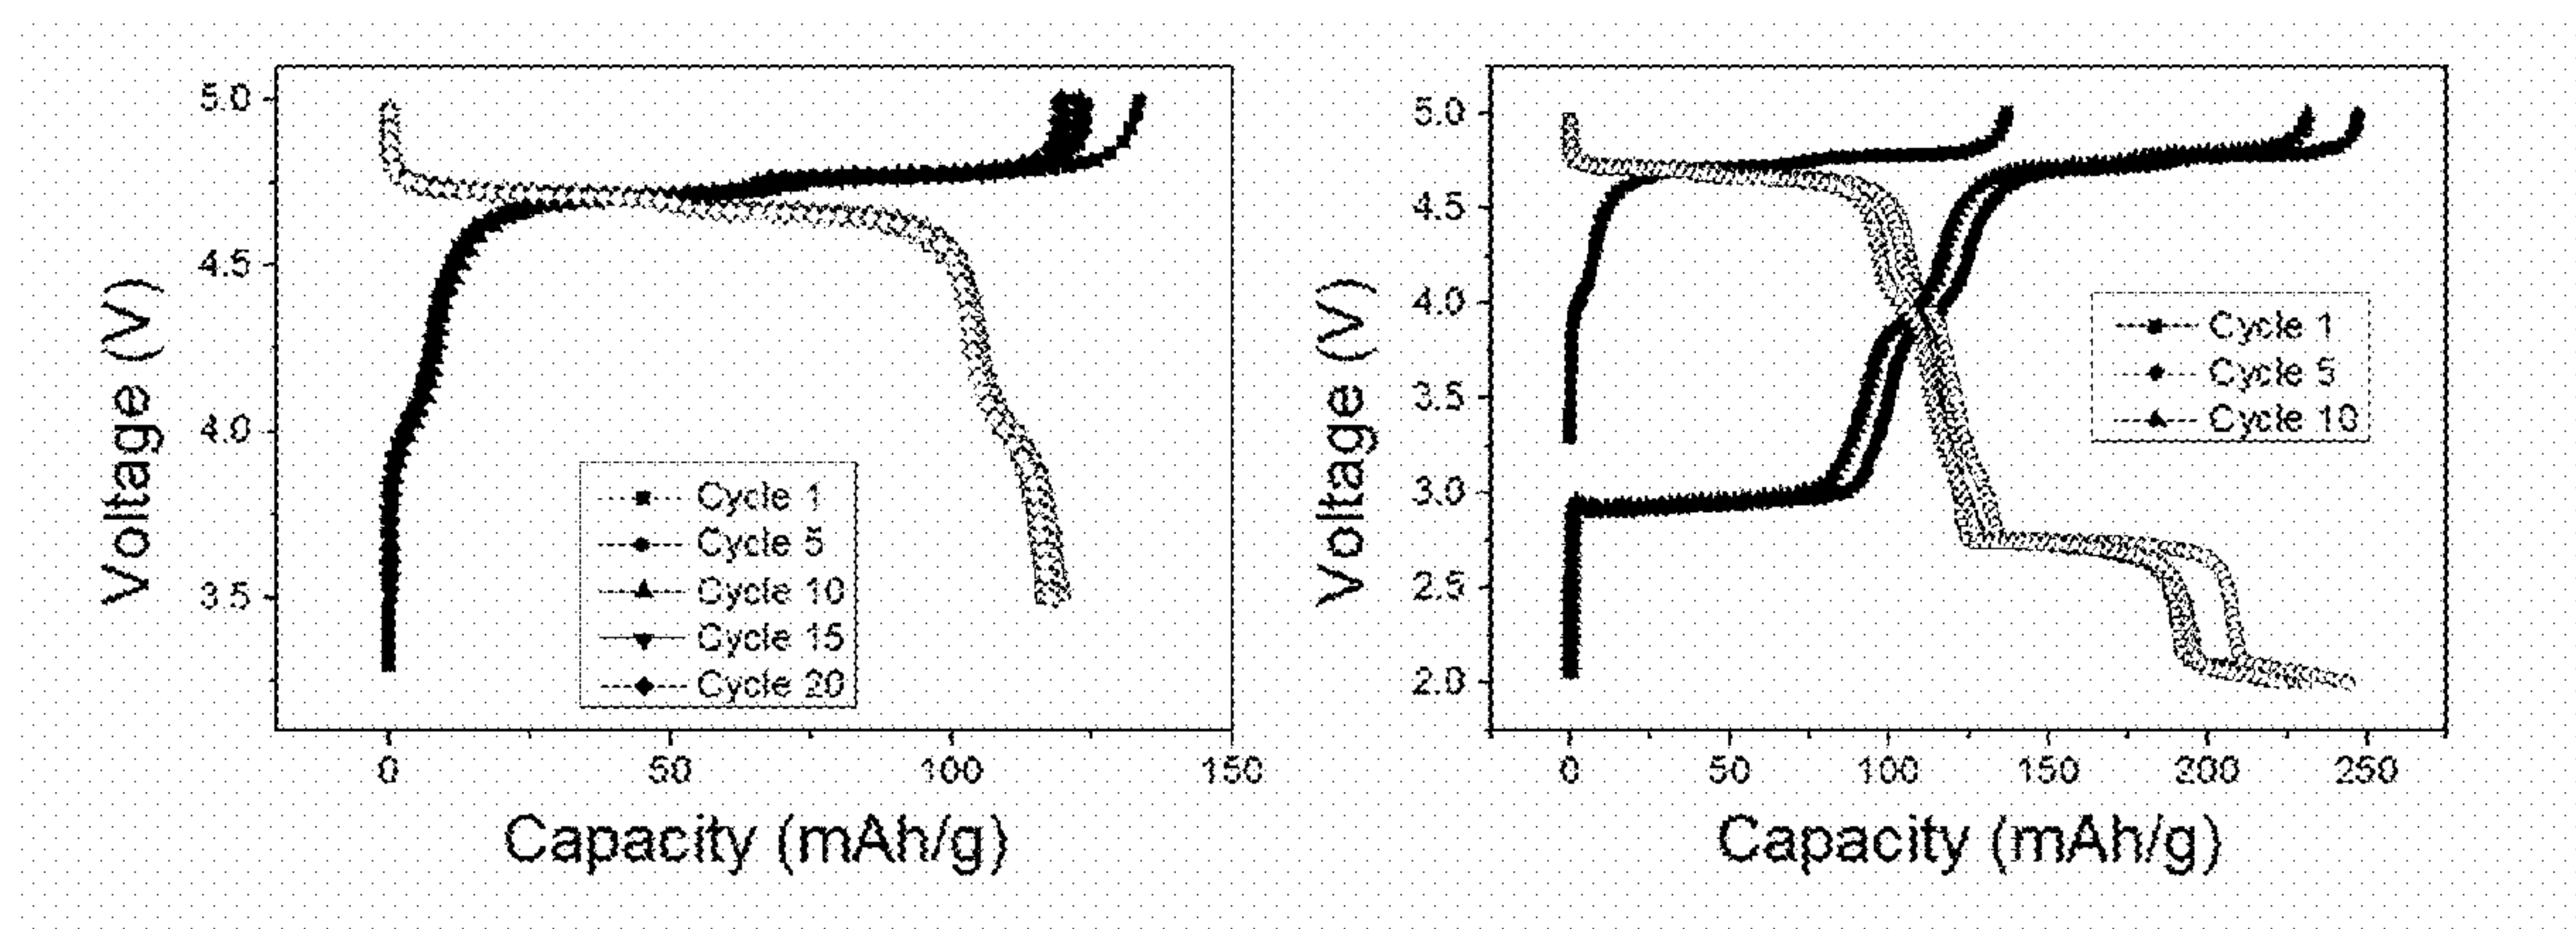 5.0
4.5
4.0
3.5
Voltage (V)
Cycle 1
Cycle 5
Cycle 10
Cycle 15
Cycle 20
0 50 100 150
Capacity (mAh/g)
5.0
4.5
4.0
3.5
3.0
2.5
2.0
Voltage (V)
Cycle 1
Cycle 5
Cycle 10
0 50 100 150 200 250
Capacity (mAh/g)